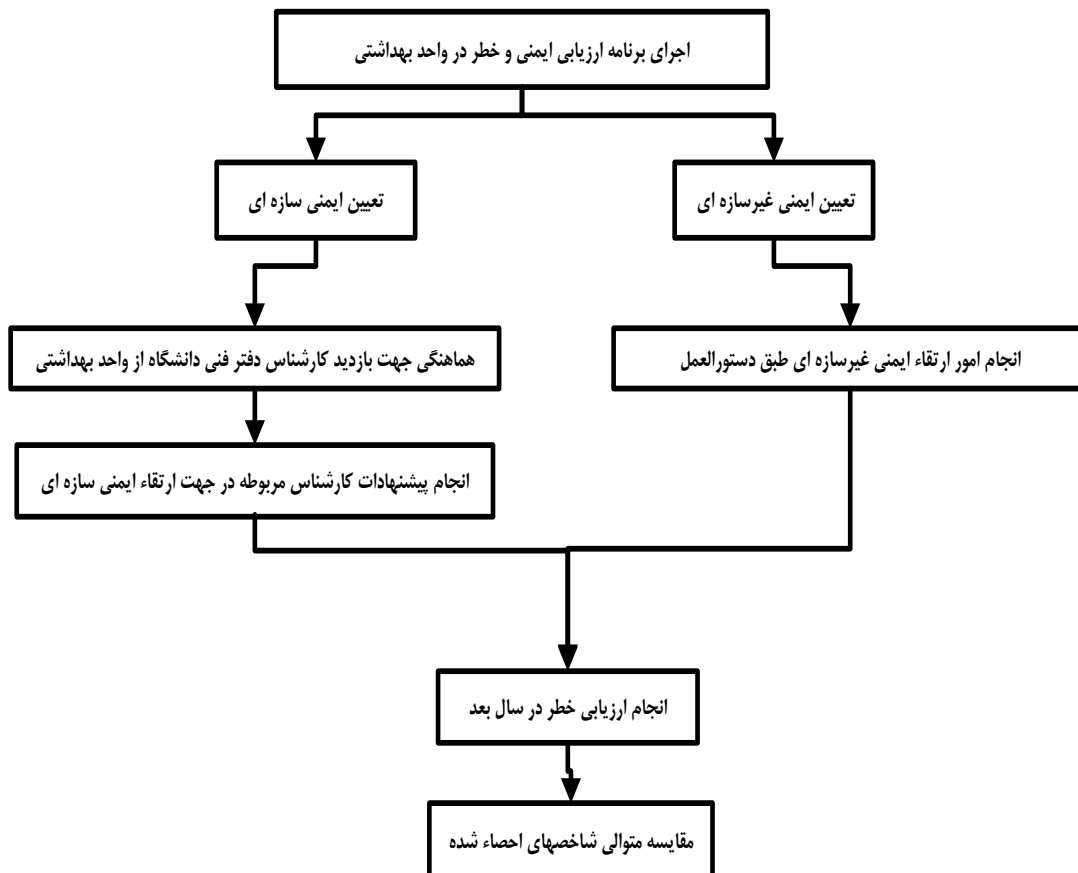 اجرای برنامه ارزیابی ایمنی و خطر در واحد بهداشتی
تعیین ایمنی غیرسازه ای
تعیین ایمنی سازه ای
انجام امور ارتقاء ایمنی غیرسازه ای طبق دستورالعمل
هماهنگی جهت بازدید کارشناس دفتر فنی دانشگاه از واحد بهداشتی
انجام پیشنهادات کارشناس مربوطه در جهت ارتقاء ایمنی سازه ای
انجام ارزیابی خطر در سال بعد
مقایسه متوالی شاخصهای احصاء شده